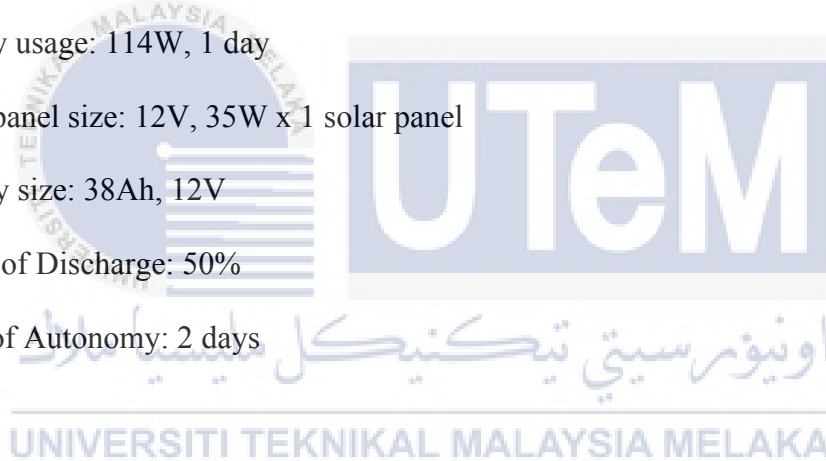 y usage: 114W, 1 day
panel size: 12V, 35W x 1 solar panel
y size: 38Ah, 12V
of Discharge: 50%
of Autonomy: 2 days
MALAYSIA
UTeM
اونيۏرسيتي تيكنيكل مليسيا ملاك
UNIVERSITI TEKNIKAL MALAYSIA MELAKA